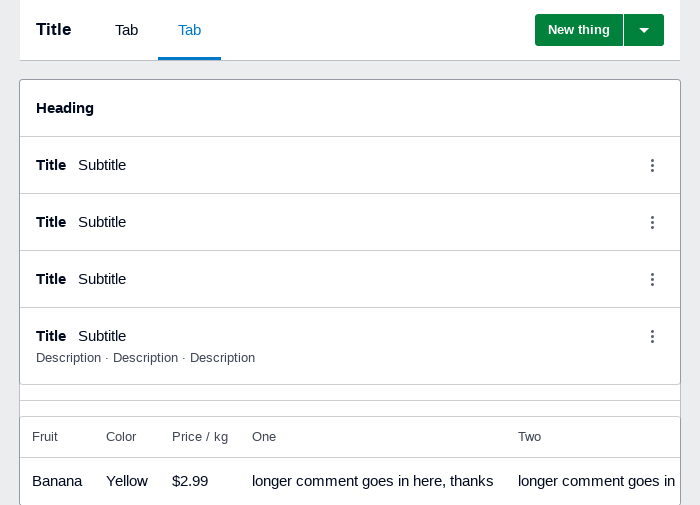 Title Tab Tab New thing
Heading
Title Subtitle
Title Subtitle
Title Subtitle
Title Subtitle
Description · Description · Description
Fruit Color Price / kg One Two
Banana Yellow $2.99 longer comment goes in here, thanks longer comment goes in